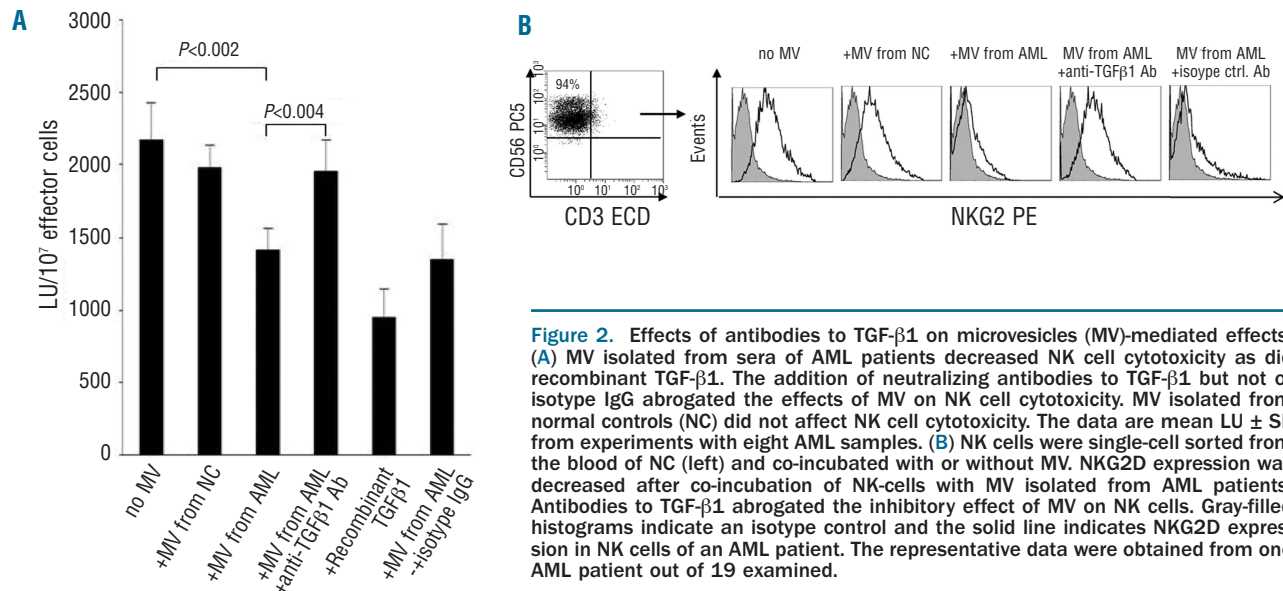 A
3000
2500
2000
1500
1000
500
0
LU/10⁷ effector cells
P<0.002
P<0.004
no MV
+MV from NC
+MV from AML
+MV from AML
+anti-TGFβ1 Ab
+Recombinant
TGFβ1
+MV from AML
-+isotype IgG
B
94%
CD56 PC5
10³
10²
10¹
10⁰
10⁰ 10¹ 10² 10³
CD3 ECD
Events
no MV
+MV from NC
+MV from AML
MV from AML
+anti-TGFβ1 Ab
MV from AML
+isoype ctrl. Ab
NKG2 PE
Figure 2. Effects of antibodies to TGF-β1 on microvesicles (MV)-mediated effects
(A) MV isolated from sera of AML patients decreased NK cell cytotoxicity as di
recombinant TGF-β1. The addition of neutralizing antibodies to TGF-β1 but not o
isotype IgG abrogated the effects of MV on NK cell cytotoxicity. MV isolated from
normal controls (NC) did not affect NK cell cytotoxicity. The data are mean LU ± S
from experiments with eight AML samples. (B) NK cells were single-cell sorted from
the blood of NC (left) and co-incubated with or without MV. NKG2D expression wa
decreased after co-incubation of NK-cells with MV isolated from AML patients
Antibodies to TGF-β1 abrogated the inhibitory effect of MV on NK cells. Gray-filled
histograms indicate an isotype control and the solid line indicates NKG2D expres
sion in NK cells of an AML patient. The representative data were obtained from one
AML patient out of 19 examined.